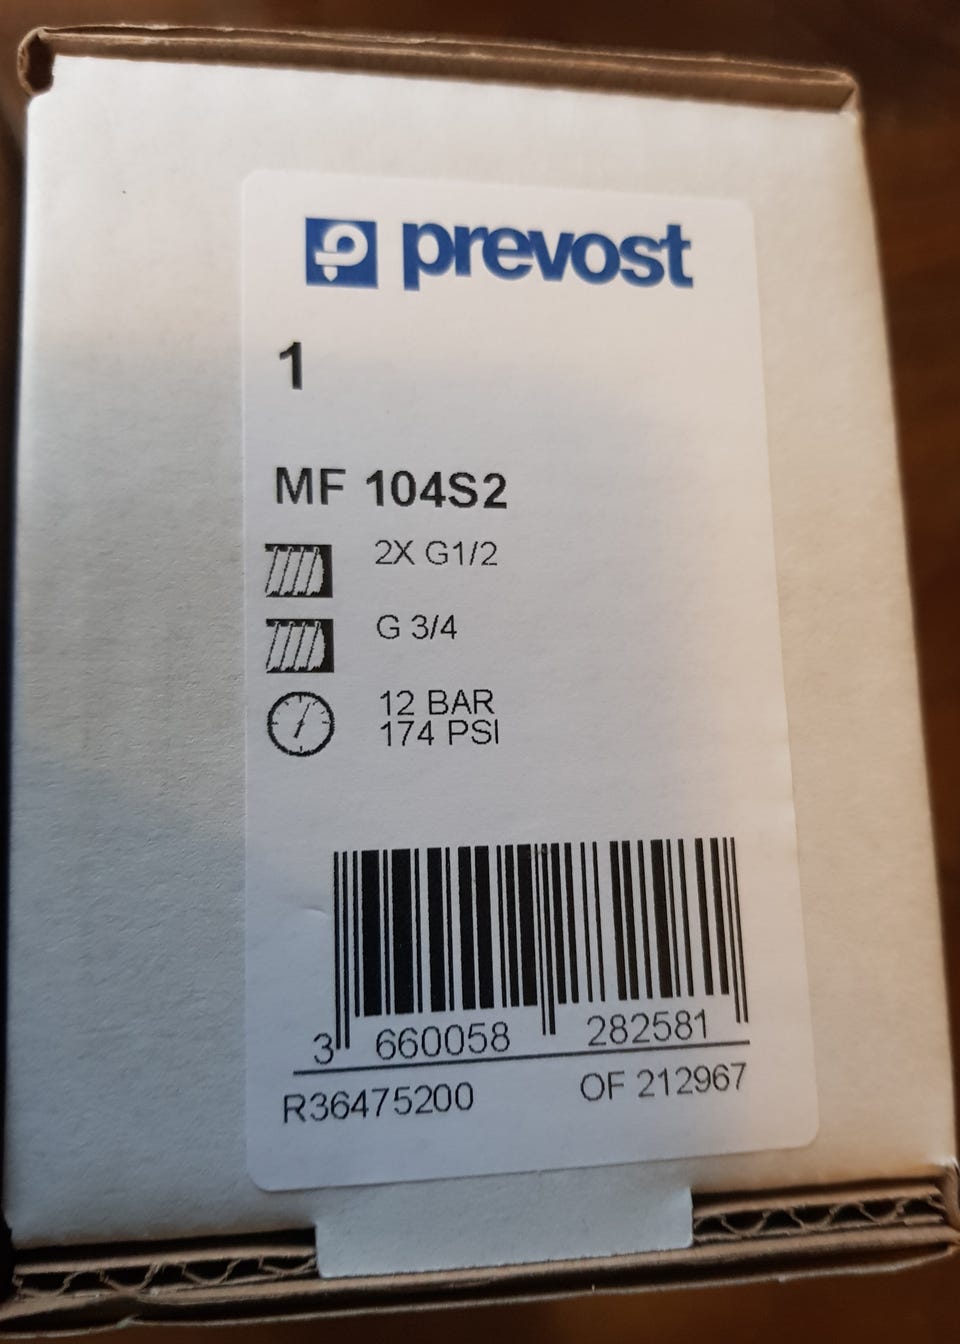 prevost
1
MF 104S2
2X G1/2
G 3/4
12 BAR
174 PSI
3 660058 282581
R36475200 OF 212967